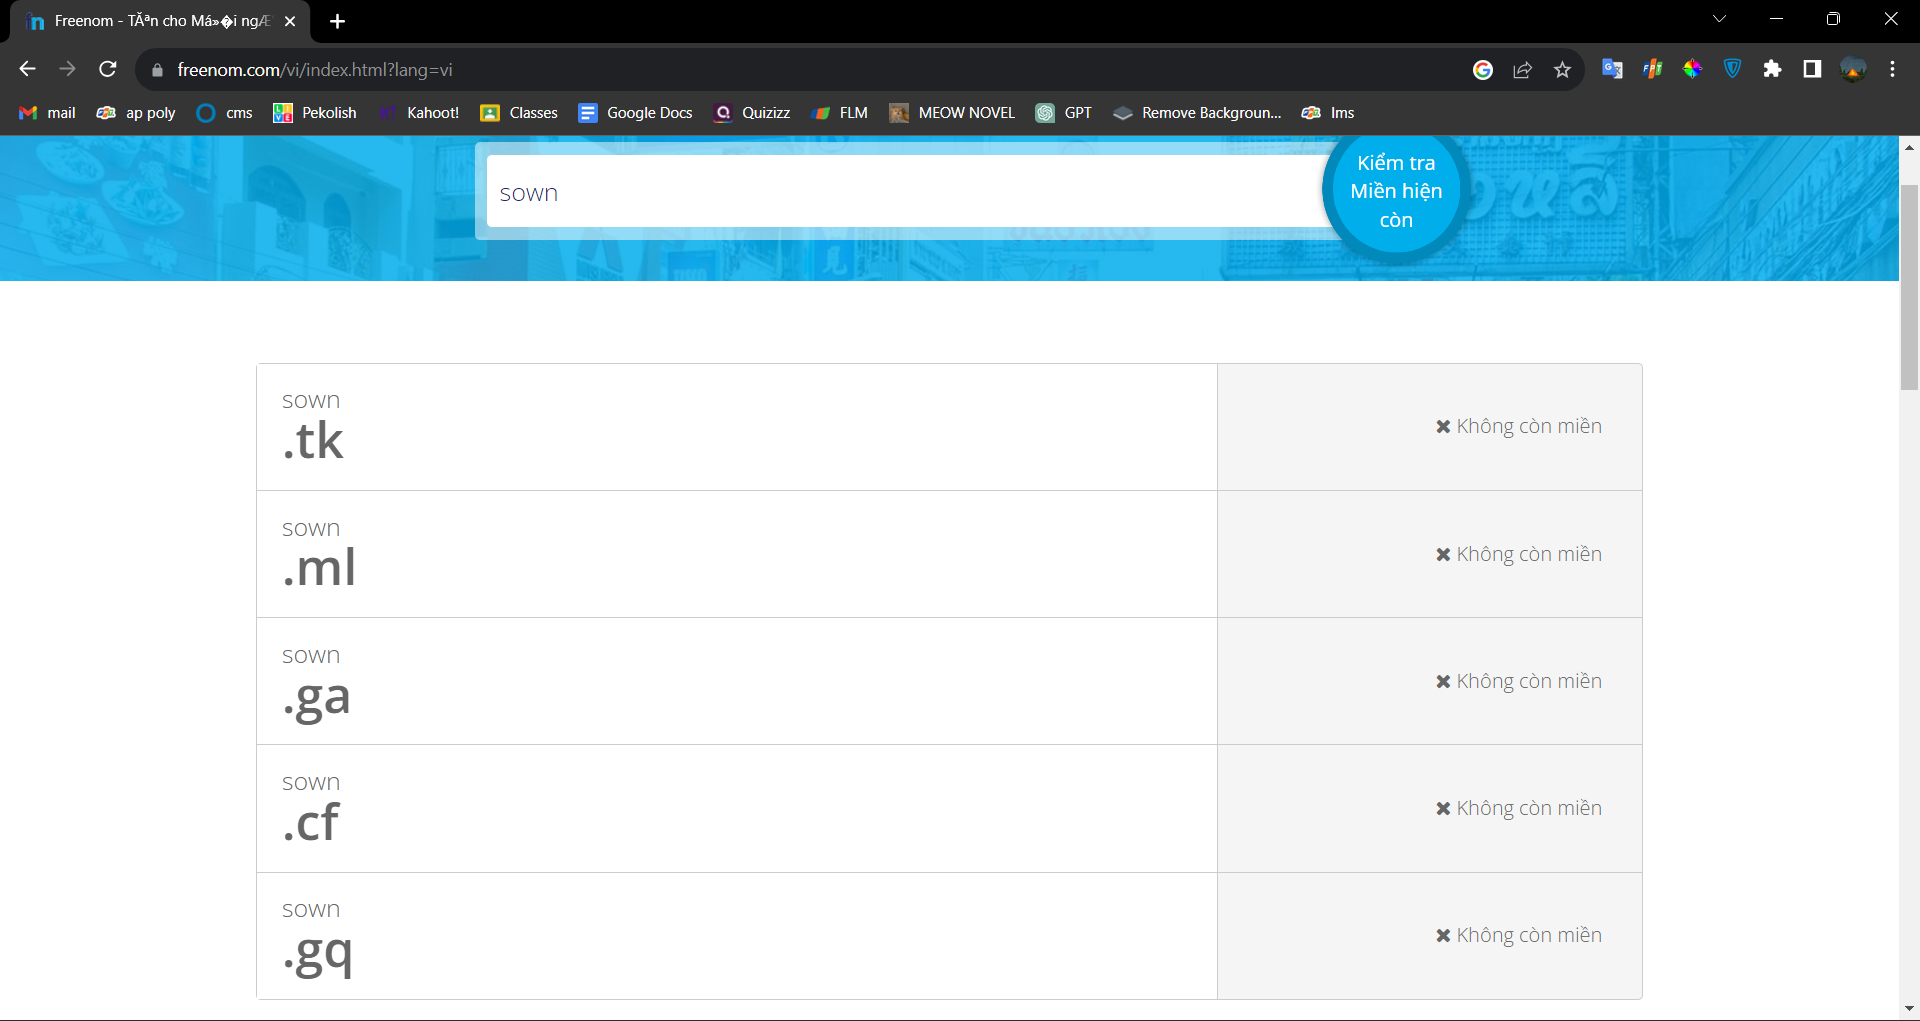 Freenom - TÃªn cho Má»�i ngÆ
freenom.com/vi/index.html?lang=vi
mail ap poly cms Pekolish Kahoot! Classes Google Docs Quizizz FLM MEOW NOVEL GPT Remove Backgroun... lms
sown
Kiểm tra
Miền hiện
còn
sown
.tk
Không còn miền
sown
.ml
Không còn miền
sown
.ga
Không còn miền
sown
.cf
Không còn miền
sown
.gq
Không còn miền